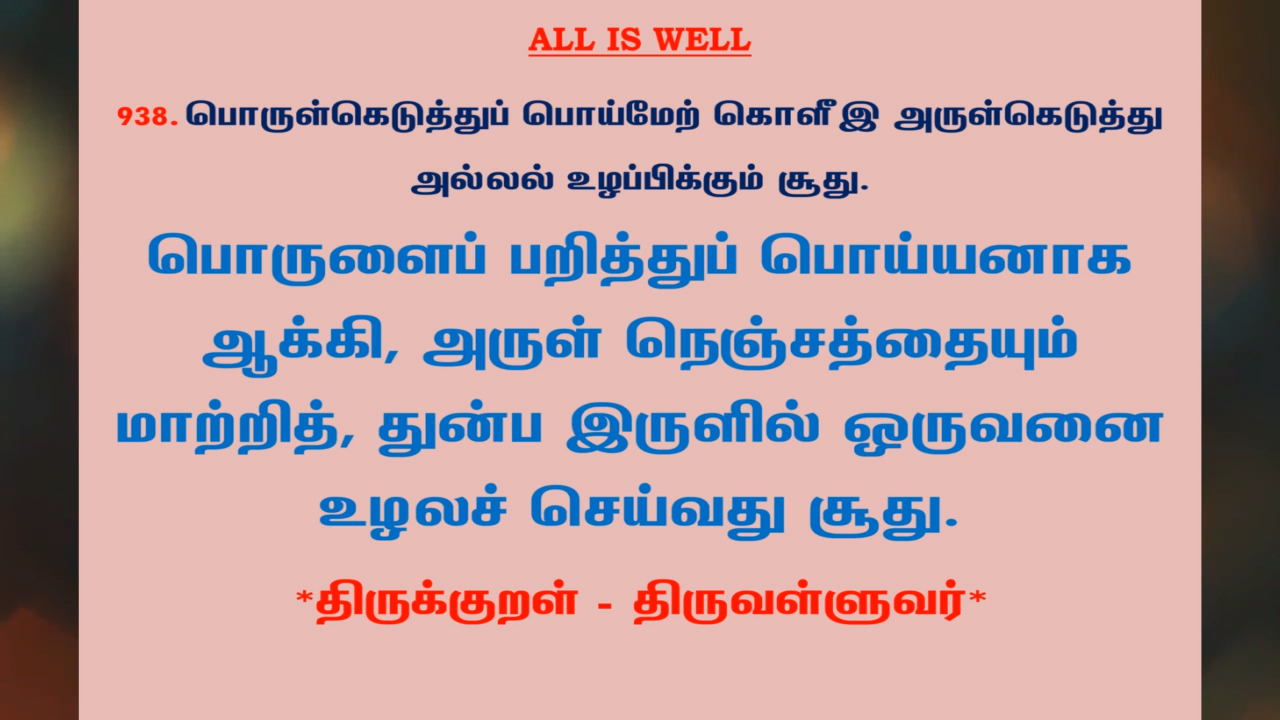 ALL IS WELL
938. பொருள்கெடுத்துப் பொய்மேற் கொளீஇ அருள்கெடுத்து
அல்லல் உழப்பிக்கும் சூது.
பொருளைப் பறித்துப் பொய்யனாக
ஆக்கி, அருள் நெஞ்சத்தையும்
மாற்றித், துன்ப இருளில் ஒருவனை
உழலச் செய்வது சூது.
*திருக்குறள் - திருவள்ளுவர்*